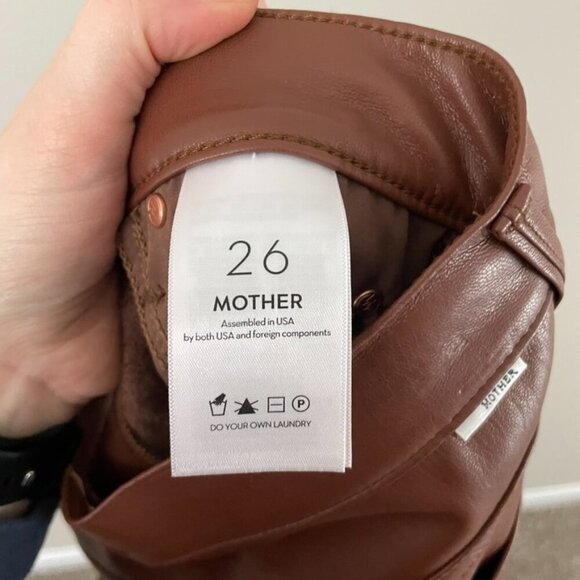 26
MOTHER
Assembled in USA
by both USA and foreign components
P
DO YOUR OWN LAUNDRY
MOTHER